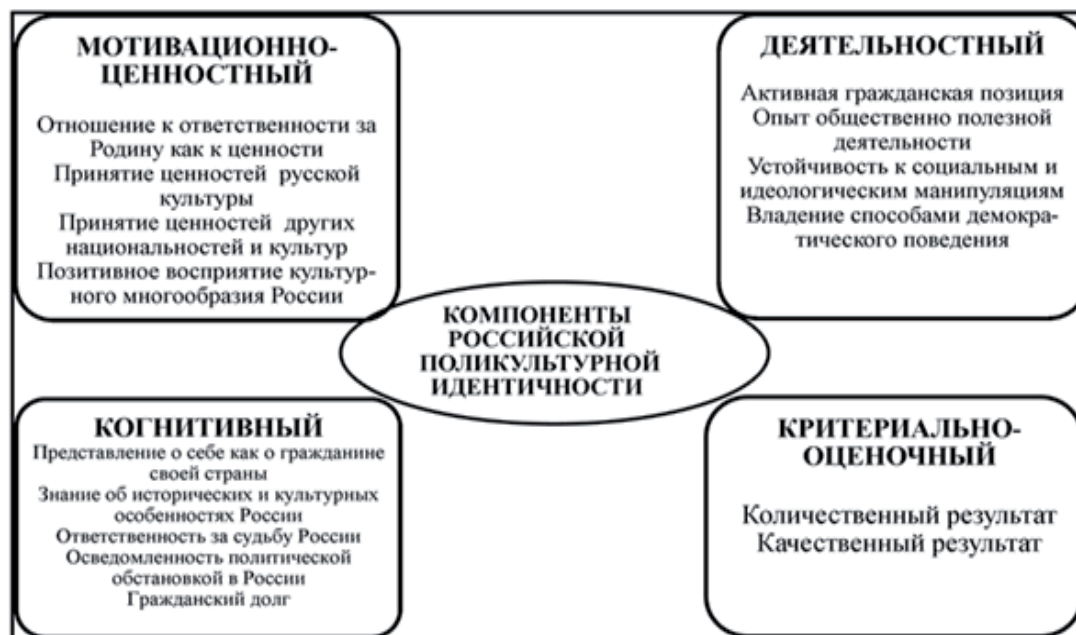 МОТИВАЦИОННО-
ЦЕННОСТНЫЙ
Отношение к ответственности за
Родину как к ценности
Принятие ценностей русской
культуры
Принятие ценностей других
национальностей и культур
Позитивное восприятие культур-
ного многообразия России
ДЕЯТЕЛЬНОСТНЫЙ
Активная гражданская позиция
Опыт общественно полезной
деятельности
Устойчивость к социальным и
идеологическим манипуляциям
Владение способами демокра-
тического поведения
КОМПОНЕНТЫ
РОССИЙСКОЙ
ПОЛИКУЛЬТУРНОЙ
ИДЕНТИЧНОСТИ
КОГНИТИВНЫЙ
Представление о себе как о гражданине
своей страны
Знание об исторических и культурных
особенностях России
Ответственность за судьбу России
Осведомленность политической
обстановкой в России
Гражданский долг
КРИТЕРИАЛЬНО-
ОЦЕНОЧНЫЙ
Количественный результат
Качественный результат